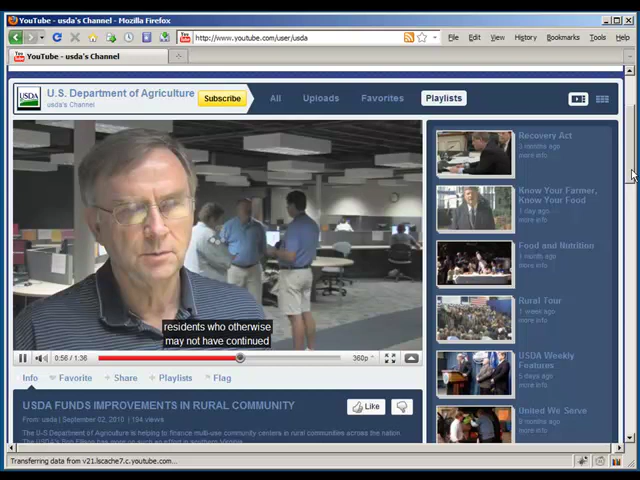 YouTube - usda's Channel - Mozilla Firefox
http://www.youtube.com/user/usda
File Edit View History Bookmarks Tools Help
YouTube - usda's Channel
USDA
U.S. Department of Agriculture
usda's Channel
Subscribe
All Uploads Favorites Playlists
Recovery Act
3 months ago
more info
Know Your Farmer,
Know Your Food
1 day ago
more info
Food and Nutrition
1 month ago
more info
Rural Tour
1 week ago
more info
USDA Weekly
Features
5 days ago
more info
United We Serve
more info
residents who otherwise
may not have continued
0:56 / 1:36
360p
Info Favorite Share Playlists Flag
USDA FUNDS IMPROVEMENTS IN RURAL COMMUNITY
Like
From: usda | September 02, 2010 | 194 views
The U-S Department of Agriculture is helping to finance multi-use community centers in rural communities across the nation.
Transferring data from v21.lscache7.c.youtube.com...